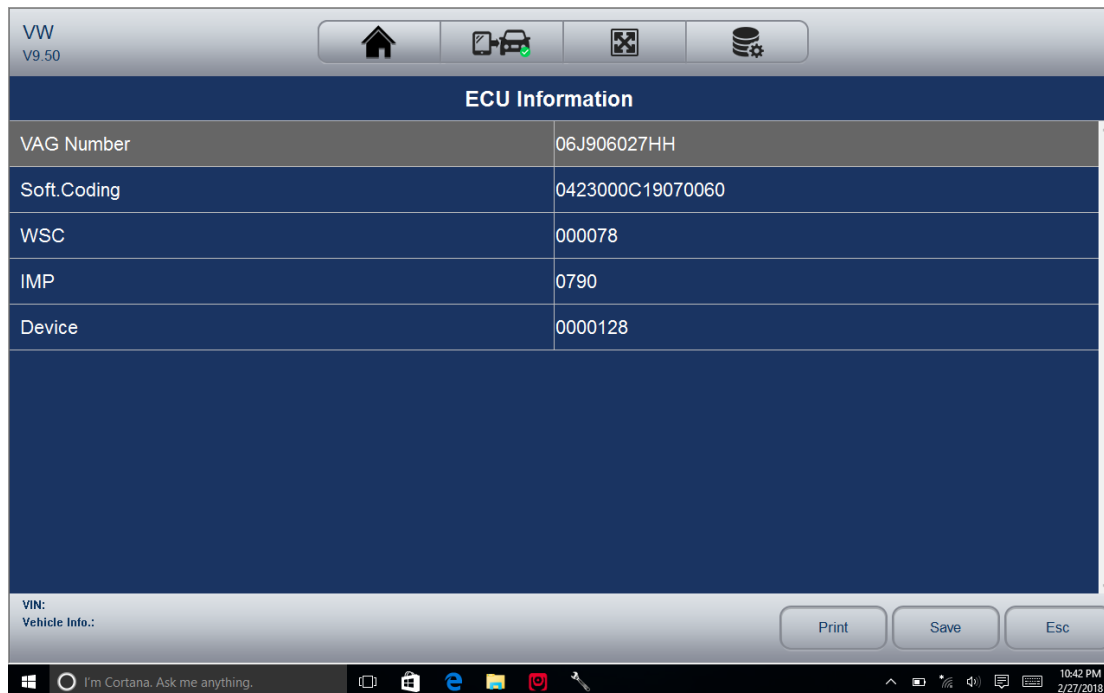 VW
V9.50
ECU Information
VAG Number 06J906027HH
Soft.Coding 0423000C19070060
WSC 000078
IMP 0790
Device 0000128
VIN:
Vehicle Info.:
Print Save Esc
I'm Cortana. Ask me anything.
10:42 PM
2/27/2018